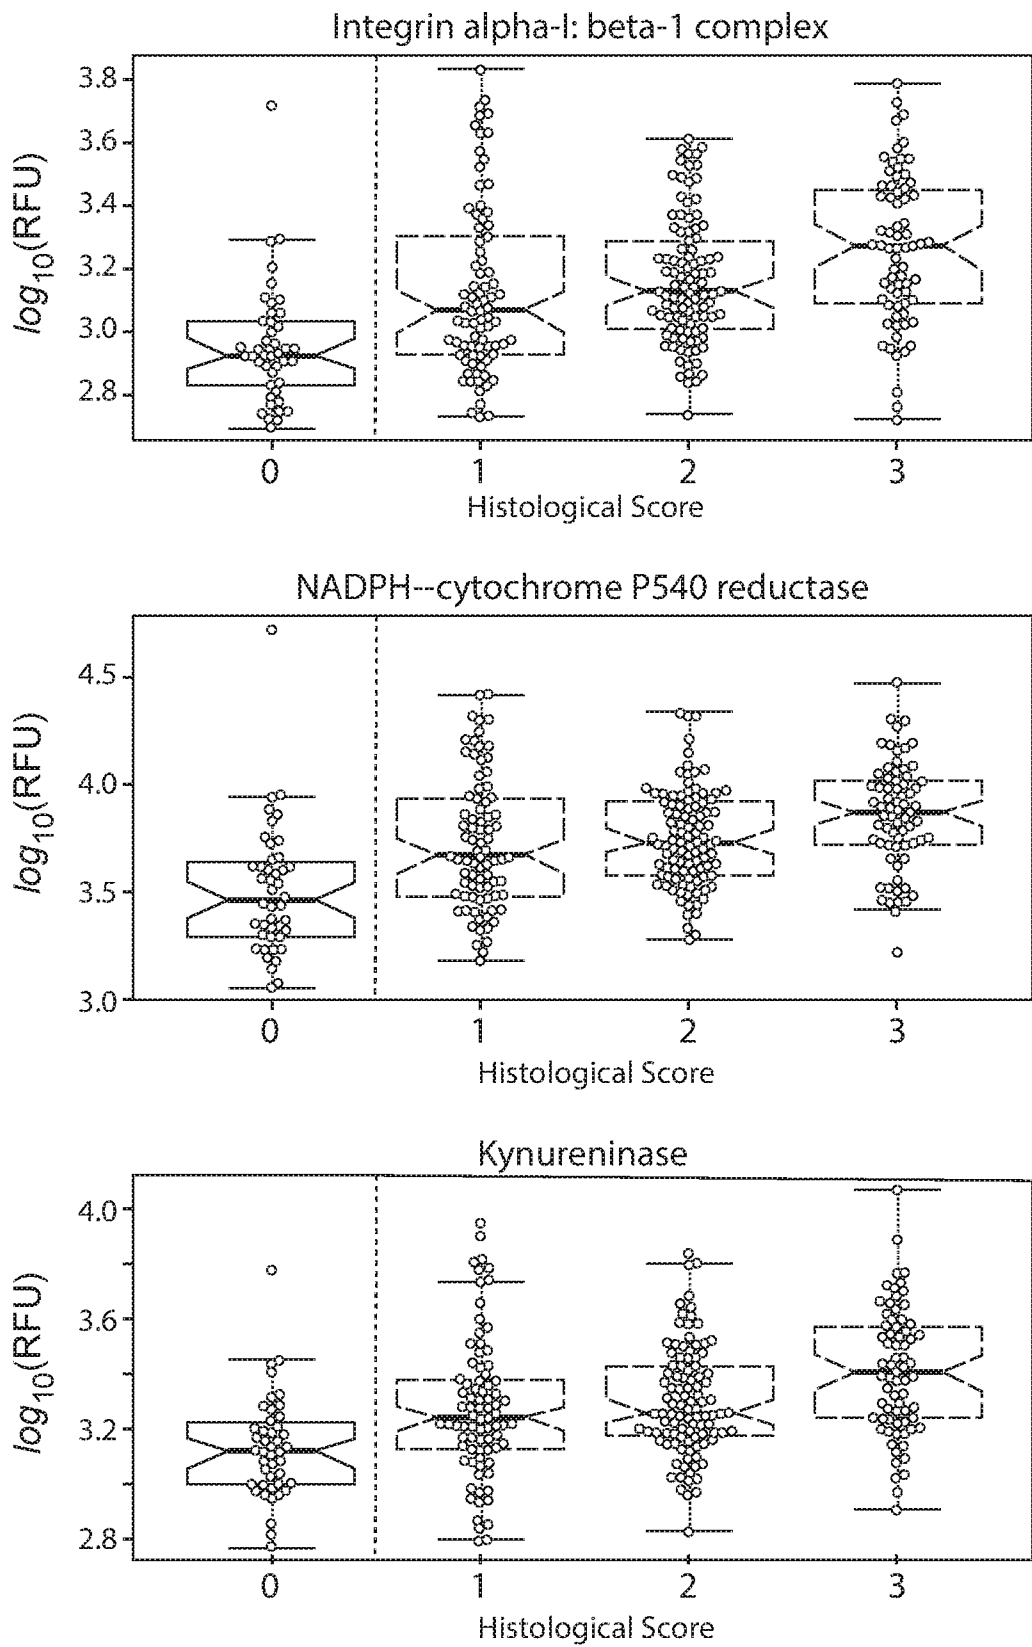 Integrin alpha-I: beta-1 complex
log10(RFU)
3.8
3.6
3.4
3.2
3.0
2.8
0 1 2 3
Histological Score
NADPH--cytochrome P540 reductase
log10(RFU)
4.5
4.0
3.5
3.0
0 1 2 3
Histological Score
Kynureninase
log10(RFU)
4.0
3.6
3.2
2.8
0 1 2 3
Histological Score